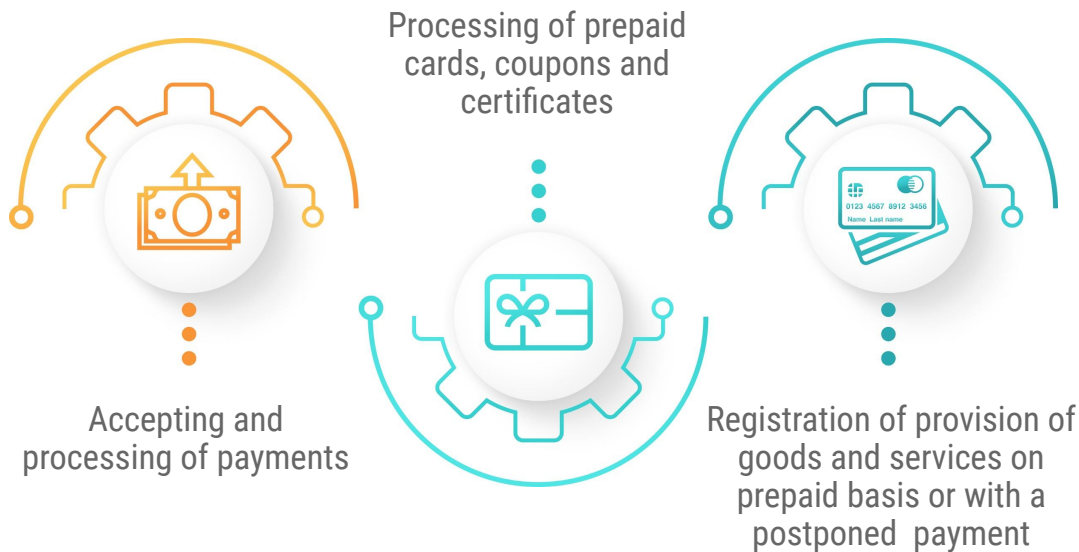 Processing of prepaid
cards, coupons and
certificates
0123 4567 8912 3456
Name Last name
Accepting and
processing of payments
Registration of provision of
goods and services on
prepaid basis or with a
postponed payment